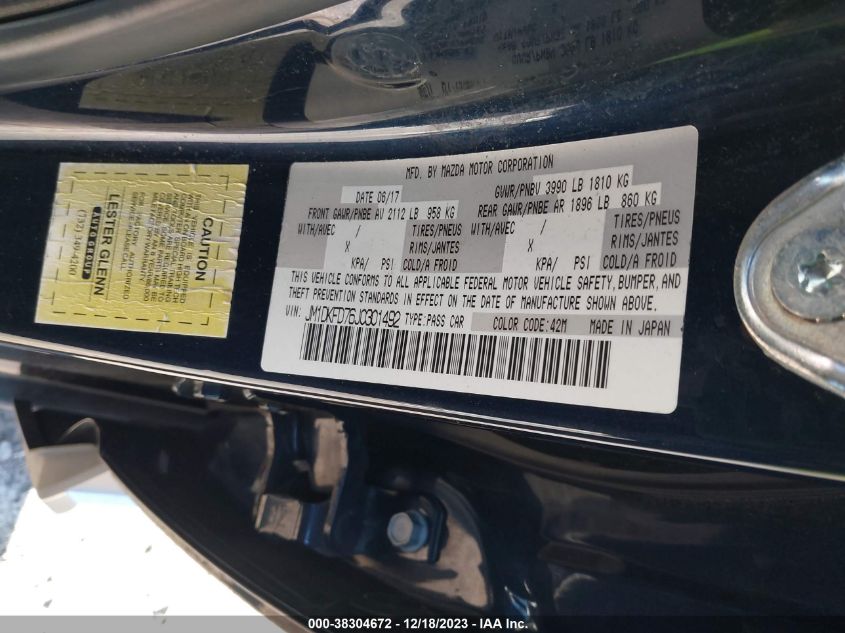 MFD. BY MAZDA MOTOR CORPORATION
DATE 06/17
GVWR/PNBV 3990 LB 1810 KG
FRONT GAWR/PNBE AV 2112 LB 958 KG
REAR GAWR/PNBE AR 1896 LB 860 KG
WITH/AVEC / TIRES/PNEUS WITH/AVEC / TIRES/PNEUS
X RIMS/JANTES X RIMS/JANTES
KPA/ PSI COLD/A FROID KPA/ PSI COLD/A FROID
THIS VEHICLE CONFORMS TO ALL APPLICABLE FEDERAL MOTOR VEHICLE SAFETY, BUMPER, AND
THEFT PREVENTION STANDARDS IN EFFECT ON THE DATE OF MANUFACTURE SHOWN ABOVE.
VIN: JM1DKFD76J0301492 TYPE: PASS CAR COLOR CODE: 42M MADE IN JAPAN
CAUTION
LESTER GLENN
AUTO GROUP
(732) 349-4200
000-38304672 / 12/18/2023 - IAA Inc.